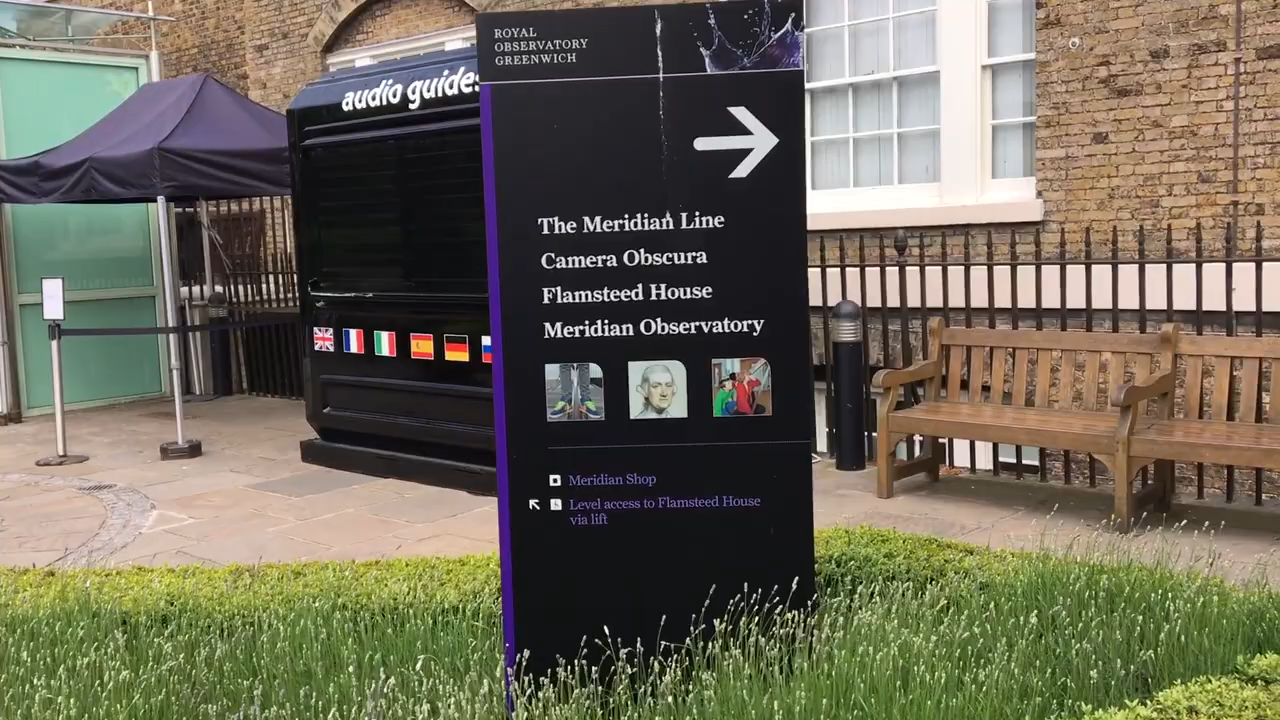 ROYAL
OBSERVATORY
GREENWICH
audio guides
The Meridian Line
Camera Obscura
Flamsteed House
Meridian Observatory
Meridian Shop
Level access to Flamsteed House
via lift